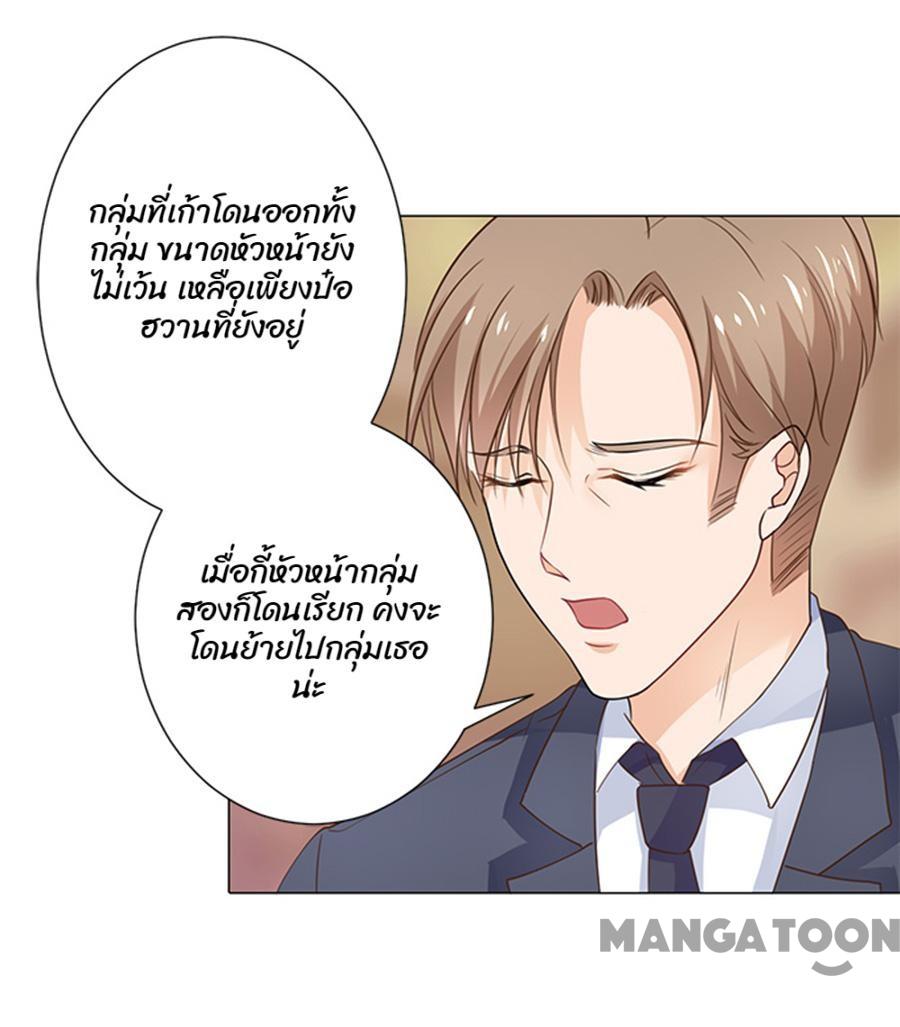 กลุ่มที่เก้าโดนออกทั้ง
กลุ่ม ขนาดหัวหน้ายัง
ไม่เว้น เหลือเพียงป๋อ
ฮวานที่ยังอยู่
เมื่อกี้หัวหน้ากลุ่ม
สองก็โดนเรียก คงจะ
โดนย้ายไปกลุ่มเธอ
น่ะ
MANGATOON